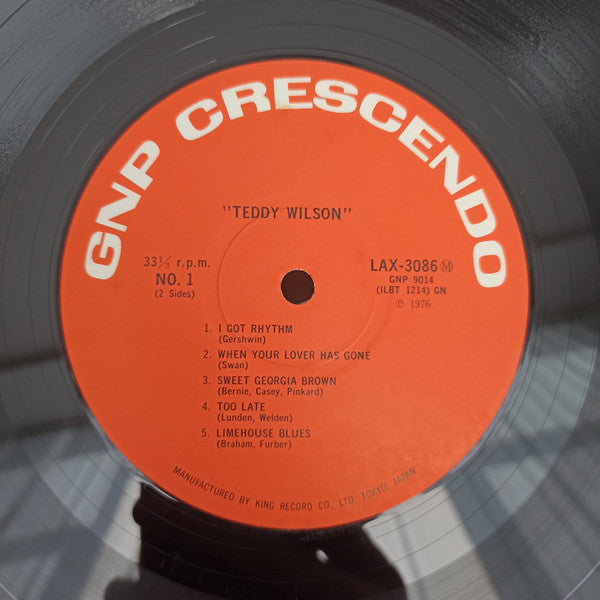 GNP CRESCENDO
"TEDDY WILSON"
33⅓ r.p.m.
NO. 1
(2 Sides)
LAX-3086 Ⓜ
GNP 9014
(ILBT 1214) GN
℗ 1976
1. I GOT RHYTHM
(Gershwin)
2. WHEN YOUR LOVER HAS GONE
(Swan)
3. SWEET GEORGIA BROWN
(Bernie, Casey, Pinkard)
4. TOO LATE
(Lunden, Welden)
5. LIMEHOUSE BLUES
(Braham, Furber)
MANUFACTURED BY KING RECORD CO., LTD. TOKYO, JAPAN